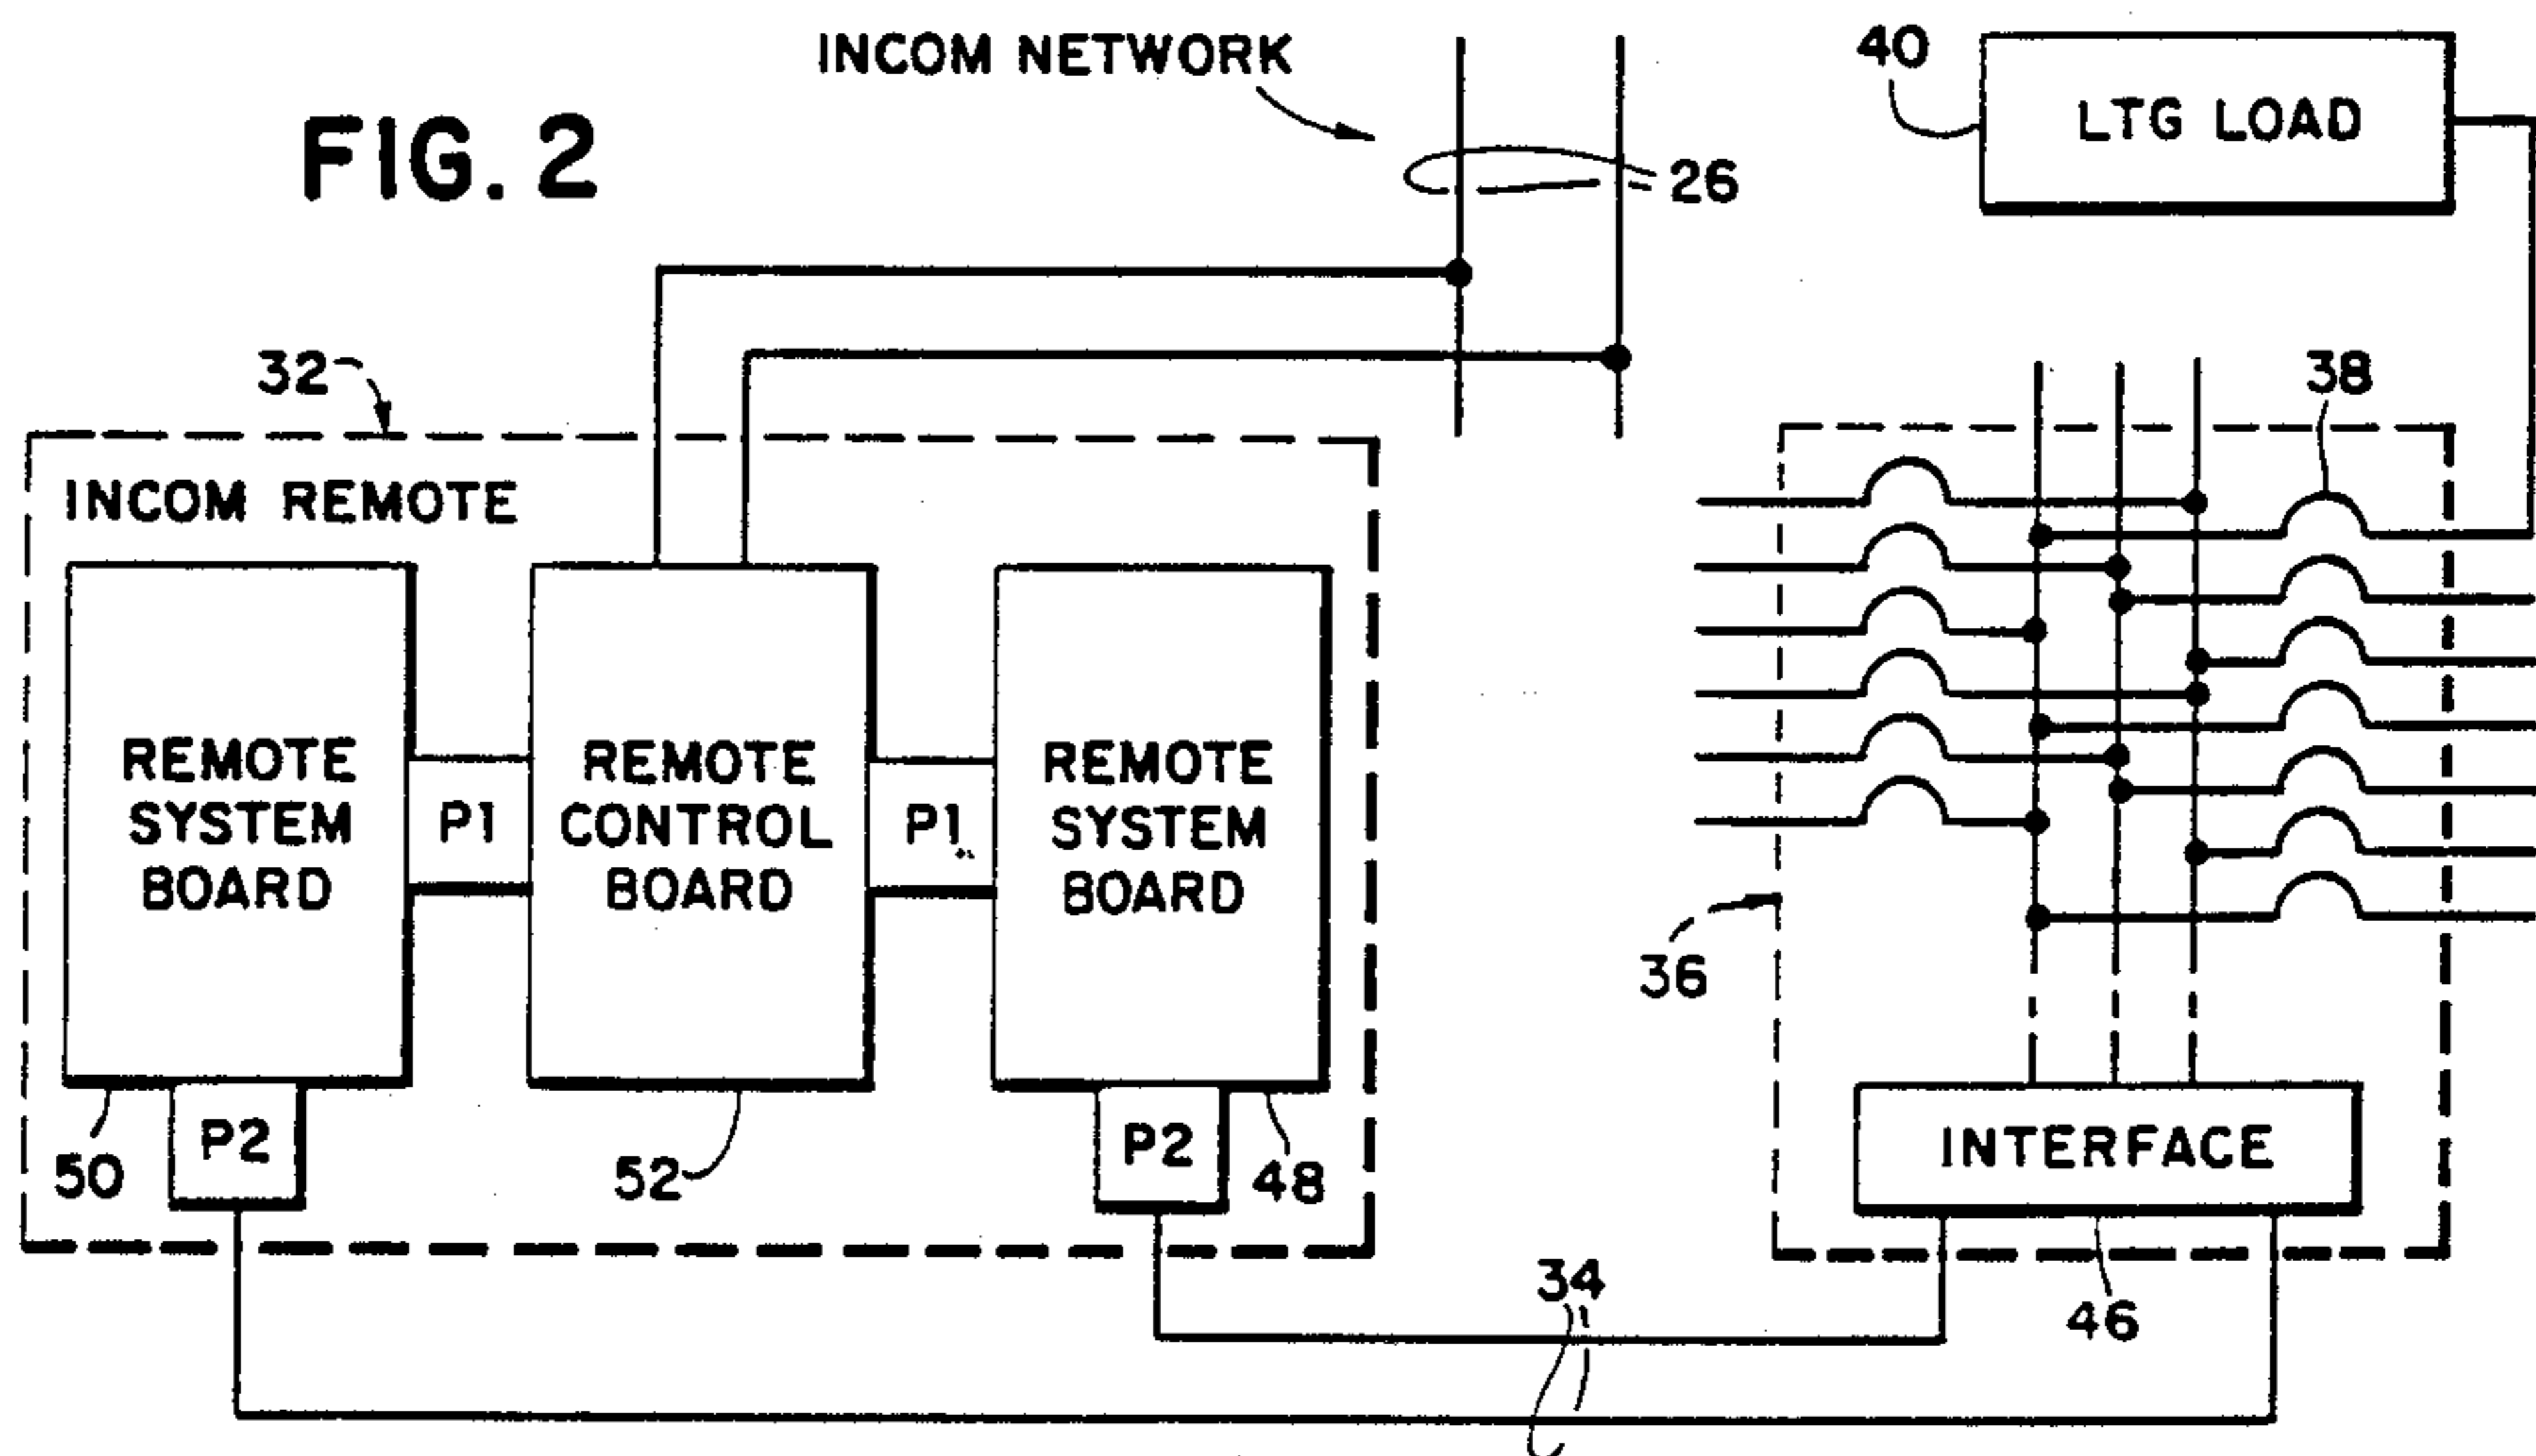 INCOM NETWORK
FIG. 2
26
40
LTG LOAD
32
INCOM REMOTE
REMOTE
SYSTEM
BOARD
P1
REMOTE
CONTROL
BOARD
P1
REMOTE
SYSTEM
BOARD
P2
50
52
P2
48
38
36
INTERFACE
46
34